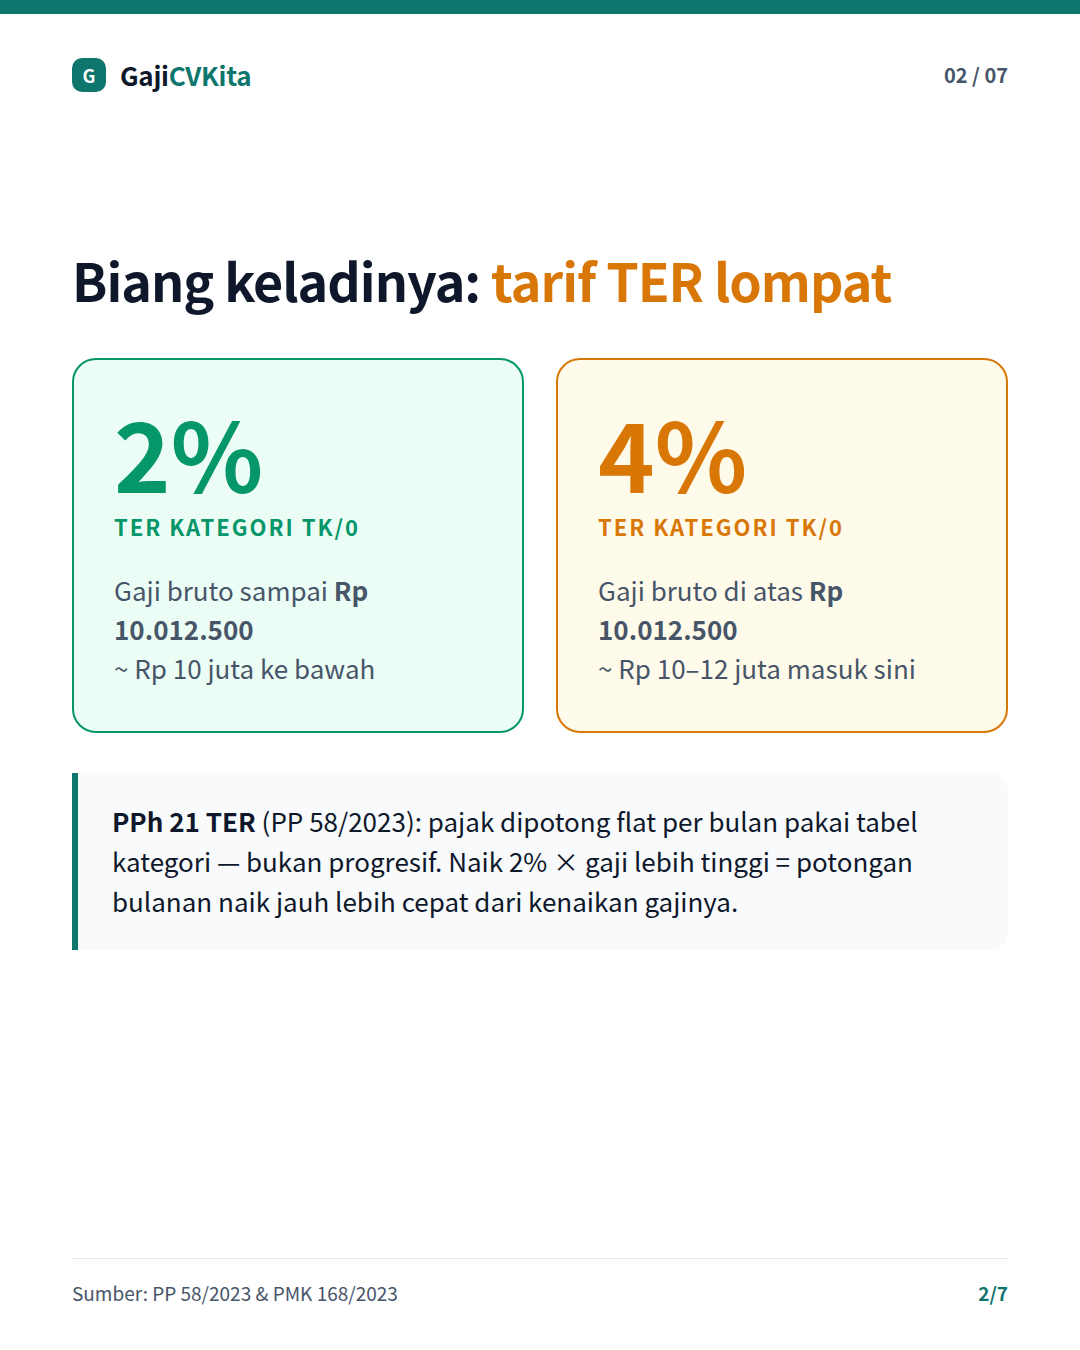 G GajiCVKita
02 / 07
Biang keladinya: tarif TER lompat
2%
TER KATEGORI TK/0
Gaji bruto sampai Rp
10.012.500
~ Rp 10 juta ke bawah
4%
TER KATEGORI TK/0
Gaji bruto di atas Rp
10.012.500
~ Rp 10–12 juta masuk sini
PPh 21 TER (PP 58/2023): pajak dipotong flat per bulan pakai tabel
kategori — bukan progresif. Naik 2% × gaji lebih tinggi = potongan
bulanan naik jauh lebih cepat dari kenaikan gajinya.
Sumber: PP 58/2023 & PMK 168/2023
2/7